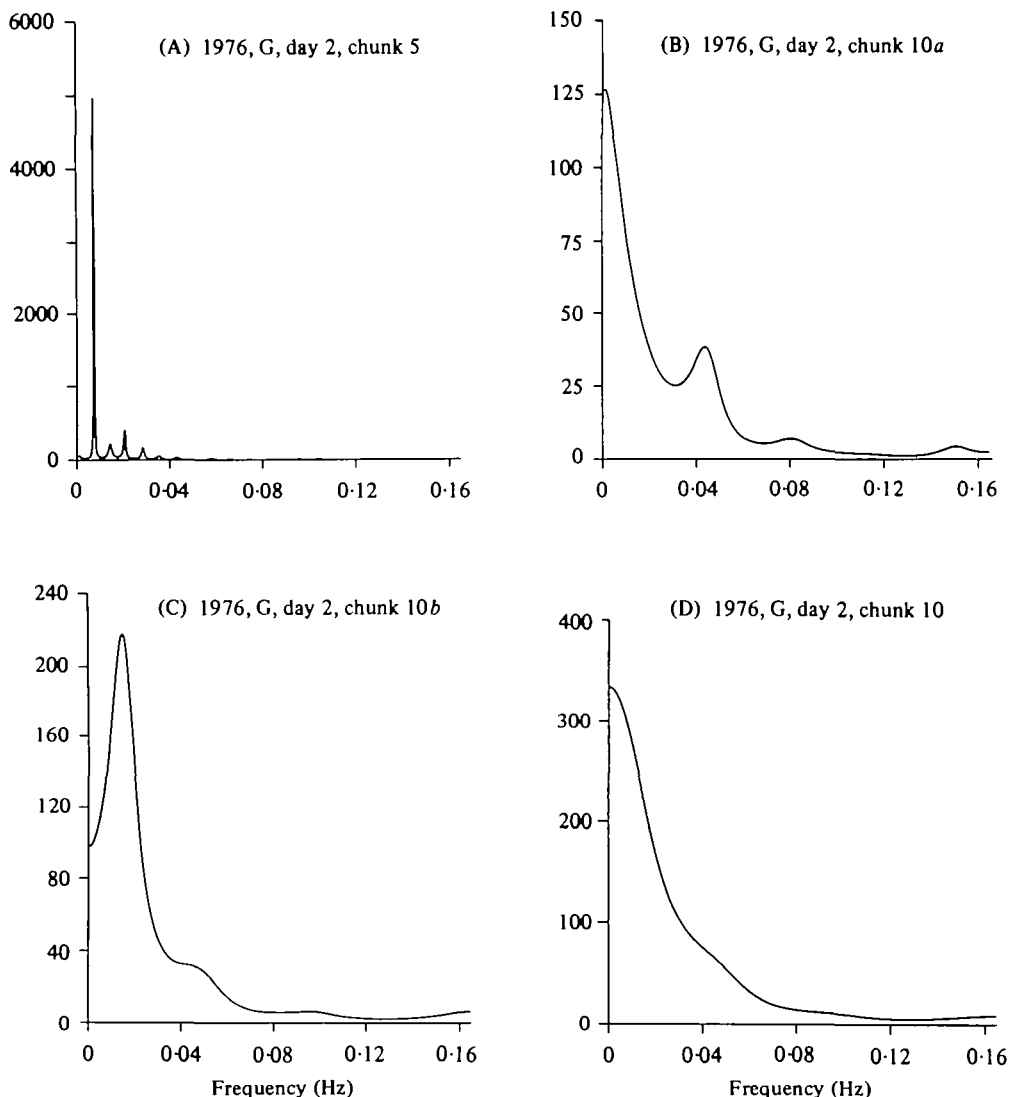 (A) 1976, G, day 2, chunk 5
6000
4000
2000
0
0 0·04 0·08 0·12 0·16
(B) 1976, G, day 2, chunk 10a
150
125
150
75
50
25
0
0 0·04 0·08 0·12 0·16
(C) 1976, G, day 2, chunk 10b
240
200
160
120
80
40
0
0 0·04 0·08 0·12 0·16
Frequency (Hz)
(D) 1976, G, day 2, chunk 10
400
300
200
100
0
0 0·04 0·08 0·12 0·16
Frequency (Hz)